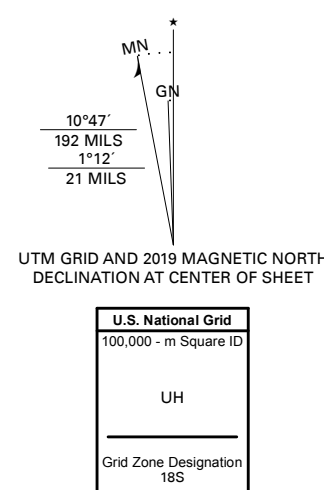 ★
MN
GN
10°47´
192 MILS
1°12´
21 MILS
UTM GRID AND 2019 MAGNETIC NORTH
DECLINATION AT CENTER OF SHEET
U.S. National Grid
100,000 - m Square ID
UH
Grid Zone Designation
18S